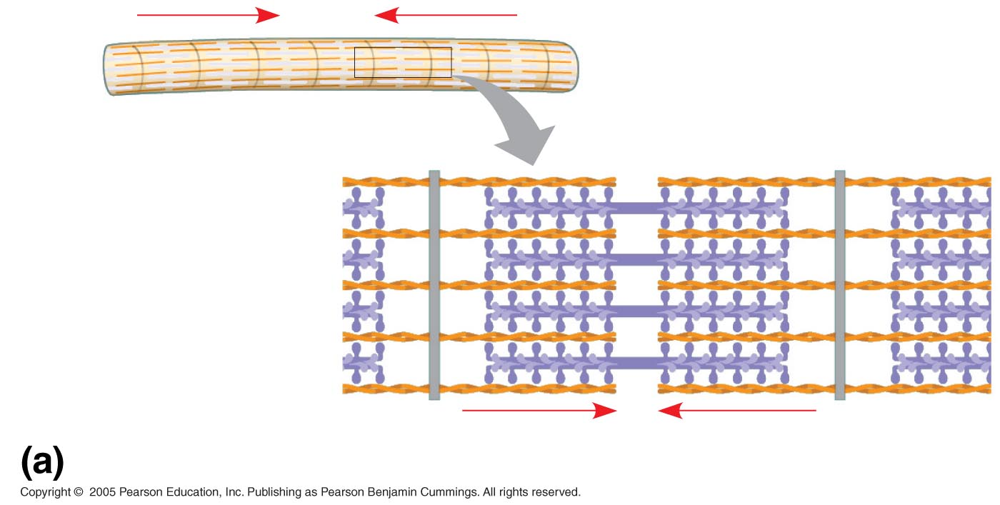 (a)
Copyright © 2005 Pearson Education, Inc. Publishing as Pearson Benjamin Cummings. All rights reserved.